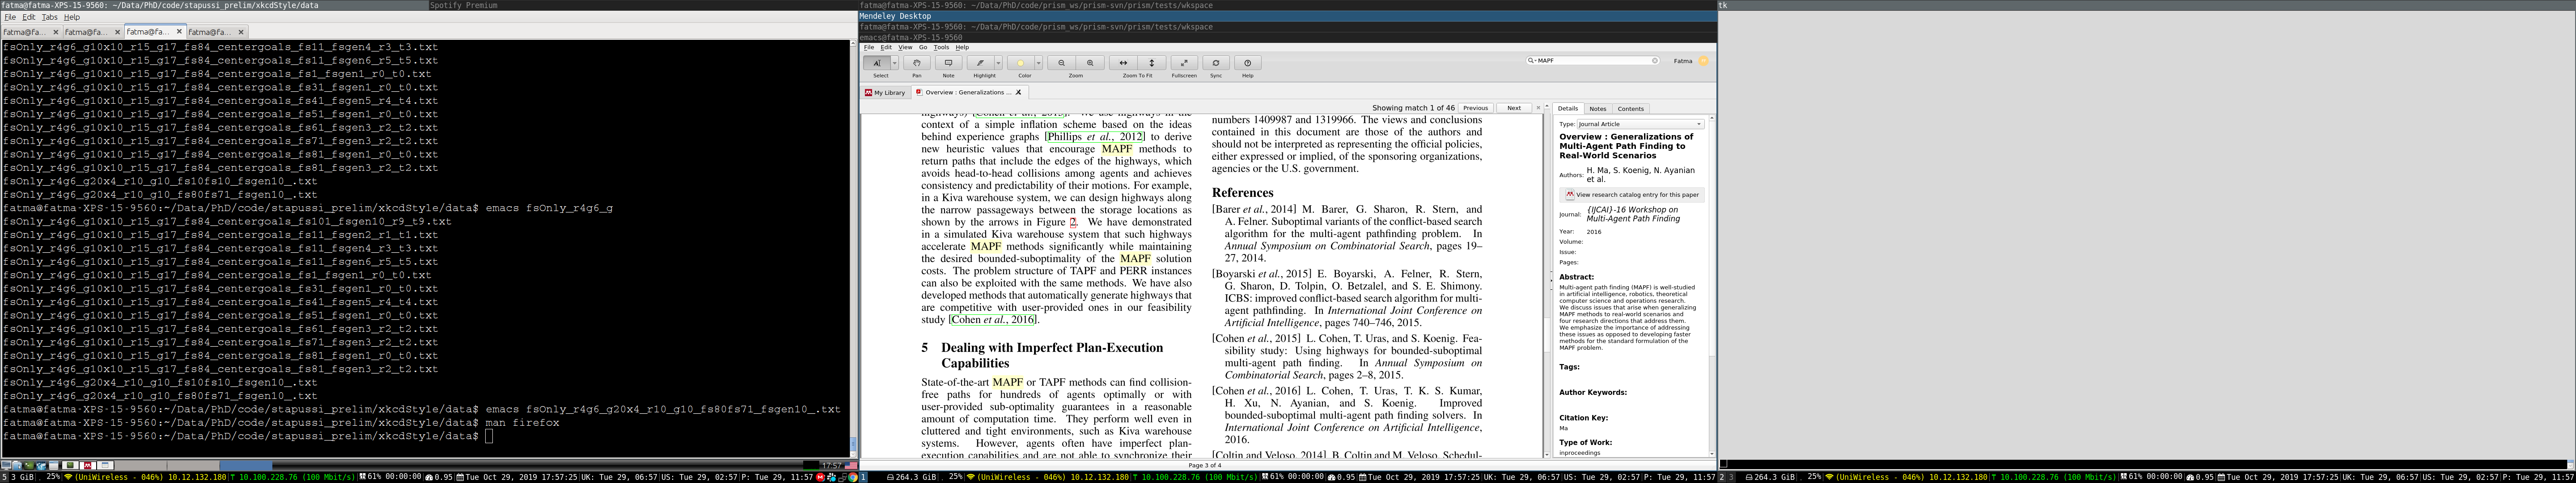 fatma@fatma-XPS-15-9560: ~/Data/PhD/code/stapussi_prelim/xkcdStyle/data
Spotify Premium
File Edit Tabs Help
fatma@fa...
fatma@fa...
fatma@fa...
fatma@fa...
fsOnly_r4g6_g10x10_r15_g17_fs84_centergoals_fs11_fsgen4_r3_t3.txt
fsOnly_r4g6_g10x10_r15_g17_fs84_centergoals_fs11_fsgen6_r5_t5.txt
fsOnly_r4g6_g10x10_r15_g17_fs84_centergoals_fs1_fsgen1_r0_t0.txt
fsOnly_r4g6_g10x10_r15_g17_fs84_centergoals_fs31_fsgen1_r0_t0.txt
fsOnly_r4g6_g10x10_r15_g17_fs84_centergoals_fs41_fsgen5_r4_t4.txt
fsOnly_r4g6_g10x10_r15_g17_fs84_centergoals_fs51_fsgen1_r0_t0.txt
fsOnly_r4g6_g10x10_r15_g17_fs84_centergoals_fs61_fsgen3_r2_t2.txt
fsOnly_r4g6_g10x10_r15_g17_fs84_centergoals_fs71_fsgen3_r2_t2.txt
fsOnly_r4g6_g10x10_r15_g17_fs84_centergoals_fs81_fsgen1_r0_t0.txt
fsOnly_r4g6_g10x10_r15_g17_fs84_centergoals_fs81_fsgen3_r2_t2.txt
fsOnly_r4g6_g20x4_r10_g10_fs10fs10_fsgen10_.txt
fsOnly_r4g6_g20x4_r10_g10_fs80fs71_fsgen10_.txt
fatma@fatma-XPS-15-9560:~/Data/PhD/code/stapussi_prelim/xkcdStyle/data$ emacs fsOnly_r4g6_g
fsOnly_r4g6_g10x10_r15_g17_fs84_centergoals_fs101_fsgen10_r9_t9.txt
fsOnly_r4g6_g10x10_r15_g17_fs84_centergoals_fs11_fsgen2_r1_t1.txt
fsOnly_r4g6_g10x10_r15_g17_fs84_centergoals_fs11_fsgen4_r3_t3.txt
fsOnly_r4g6_g10x10_r15_g17_fs84_centergoals_fs11_fsgen6_r5_t5.txt
fsOnly_r4g6_g10x10_r15_g17_fs84_centergoals_fs1_fsgen1_r0_t0.txt
fsOnly_r4g6_g10x10_r15_g17_fs84_centergoals_fs31_fsgen1_r0_t0.txt
fsOnly_r4g6_g10x10_r15_g17_fs84_centergoals_fs41_fsgen5_r4_t4.txt
fsOnly_r4g6_g10x10_r15_g17_fs84_centergoals_fs51_fsgen1_r0_t0.txt
fsOnly_r4g6_g10x10_r15_g17_fs84_centergoals_fs61_fsgen3_r2_t2.txt
fsOnly_r4g6_g10x10_r15_g17_fs84_centergoals_fs71_fsgen3_r2_t2.txt
fsOnly_r4g6_g10x10_r15_g17_fs84_centergoals_fs81_fsgen1_r0_t0.txt
fsOnly_r4g6_g10x10_r15_g17_fs84_centergoals_fs81_fsgen3_r2_t2.txt
fsOnly_r4g6_g20x4_r10_g10_fs10fs10_fsgen10_.txt
fsOnly_r4g6_g20x4_r10_g10_fs80fs71_fsgen10_.txt
fatma@fatma-XPS-15-9560:~/Data/PhD/code/stapussi_prelim/xkcdStyle/data$ emacs fsOnly_r4g6_g20x4_r10_g10_fs80fs71_fsgen10_.txt
fatma@fatma-XPS-15-9560:~/Data/PhD/code/stapussi_prelim/xkcdStyle/data$ man firefox
fatma@fatma-XPS-15-9560:~/Data/PhD/code/stapussi_prelim/xkcdStyle/data$
17:57
5 3 GiB 25% (UniWireless - 046%) 10.12.132.180 10.100.228.76 (100 Mbit/s) 61% 00:00:00 0.95 Tue Oct 29, 2019 17:57:25 UK: Tue 29, 06:57 US: Tue 29, 02:57 P: Tue 29, 11:57
fatma@fatma-XPS-15-9560: ~/Data/PhD/code/prism_ws/prism-svn/prism/tests/wkspace
Mendeley Desktop
fatma@fatma-XPS-15-9560: ~/Data/PhD/code/prism_ws/prism-svn/prism/tests/wkspace
emacs@fatma-XPS-15-9560
File Edit View Go Tools Help
MAPF
Fatma
Select Pan Note Highlight Color Zoom Zoom To Fit Fullscreen Sync Help
My Library
Overview : Generalizations ...
Showing match 1 of 46 Previous Next
context of a simple inflation scheme based on the ideas
behind experience graphs [Phillips et al., 2012] to derive
new heuristic values that encourage MAPF methods to
return paths that include the edges of the highways, which
avoids head-to-head collisions among agents and achieves
consistency and predictability of their motions. For example,
in a Kiva warehouse system, we can design highways along
the narrow passageways between the storage locations as
shown by the arrows in Figure 2. We have demonstrated
in a simulated Kiva warehouse system that such highways
accelerate MAPF methods significantly while maintaining
the desired bounded-suboptimality of the MAPF solution
costs. The problem structure of TAPF and PERR instances
can also be exploited with the same methods. We have also
developed methods that automatically generate highways that
are competitive with user-provided ones in our feasibility
study [Cohen et al., 2016].
5 Dealing with Imperfect Plan-Execution
Capabilities
State-of-the-art MAPF or TAPF methods can find collision-
free paths for hundreds of agents optimally or with
user-provided sub-optimality guarantees in a reasonable
amount of computation time. They perform well even in
cluttered and tight environments, such as Kiva warehouse
systems. However, agents often have imperfect plan-
execution capabilities and are not able to synchronize their
numbers 1409987 and 1319966. The views and conclusions
contained in this document are those of the authors and
should not be interpreted as representing the official policies,
either expressed or implied, of the sponsoring organizations,
agencies or the U.S. government.
References
[Barer et al., 2014] M. Barer, G. Sharon, R. Stern, and
A. Felner. Suboptimal variants of the conflict-based search
algorithm for the multi-agent pathfinding problem. In
Annual Symposium on Combinatorial Search, pages 19–
27, 2014.
[Boyarski et al., 2015] E. Boyarski, A. Felner, R. Stern,
G. Sharon, D. Tolpin, O. Betzalel, and S. E. Shimony.
ICBS: improved conflict-based search algorithm for multi-
agent pathfinding. In International Joint Conference on
Artificial Intelligence, pages 740–746, 2015.
[Cohen et al., 2015] L. Cohen, T. Uras, and S. Koenig. Fea-
sibility study: Using highways for bounded-suboptimal
multi-agent path finding. In Annual Symposium on
Combinatorial Search, pages 2–8, 2015.
[Cohen et al., 2016] L. Cohen, T. Uras, T. K. S. Kumar,
H. Xu, N. Ayanian, and S. Koenig. Improved
bounded-suboptimal multi-agent path finding solvers. In
International Joint Conference on Artificial Intelligence,
2016.
[Coltin and Veloso, 2014] B. Coltin and M. Veloso. Schedul-
Page 3 of 4
Details Notes Contents
Type: Journal Article
Overview : Generalizations of
Multi-Agent Path Finding to
Real-World Scenarios
Authors: H. Ma, S. Koenig, N. Ayanian
et al.
View research catalog entry for this paper
Journal: {IJCAI}-16 Workshop on
Multi-Agent Path Finding
Year: 2016
Volume:
Issue:
Pages:
Abstract:
Multi-agent path finding (MAPF) is well-studied
in artificial intelligence, robotics, theoretical
computer science and operations research.
We discuss issues that arise when generalizing
MAPF methods to real-world scenarios and
four research directions that address them.
We emphasize the importance of addressing
these issues as opposed to developing faster
methods for the standard formulation of the
MAPF problem.
Tags:
Author Keywords:
Citation Key:
Ma
Type of Work:
inproceedings
1 264.3 GiB 25% (UniWireless - 046%) 10.12.132.180 10.100.228.76 (100 Mbit/s) 61% 00:00:00 0.95 Tue Oct 29, 2019 17:57:25 UK: Tue 29, 06:57 US: Tue 29, 02:57 P: Tue 29, 11:57
tk
2 3 264.3 GiB 25% (UniWireless - 046%) 10.12.132.180 10.100.228.76 (100 Mbit/s) 61% 00:00:00 0.95 Tue Oct 29, 2019 17:57:25 UK: Tue 29, 06:57 US: Tue 29, 02:57 P: Tue 29, 11:57